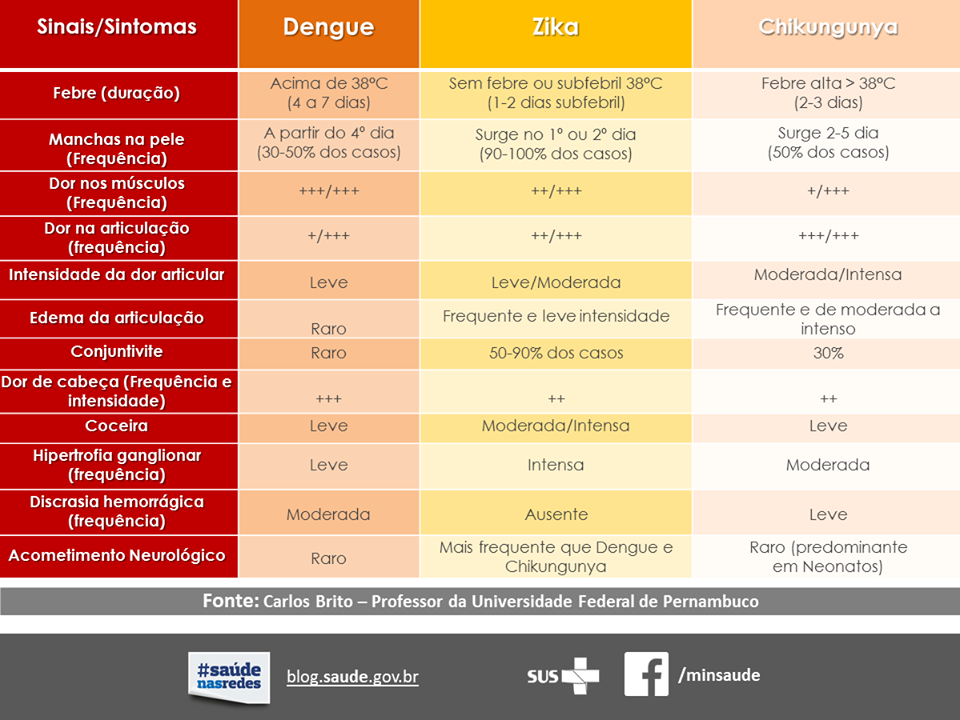 Sinais/Sintomas Dengue Zika Chikungunya
Febre (duração)
Acima de 38ºC
(4 a 7 dias)
Sem febre ou subfebril 38ºC
(1-2 dias subfebril)
Febre alta > 38ºC
(2-3 dias)
Manchas na pele
(Frequência)
A partir do 4º dia
(30-50% dos casos)
Surge no 1º ou 2º dia
(90-100% dos casos)
Surge 2-5 dia
(50% dos casos)
Dor nos músculos
(Frequência)
+++/+++
++/+++
+/+++
Dor na articulação
(frequência)
+/+++
++/+++
+++/+++
Intensidade da dor articular
Leve
Leve/Moderada
Moderada/Intensa
Edema da articulação
Raro
Frequente e leve intensidade
Frequente e de moderada a
intenso
Conjuntivite
Raro
50-90% dos casos
30%
Dor de cabeça (Frequência e
intensidade)
+++
++
++
Coceira
Leve
Moderada/Intensa
Leve
Hipertrofia ganglionar
(frequência)
Leve
Intensa
Moderada
Discrasia hemorrágica
(frequência)
Moderada
Ausente
Leve
Acometimento Neurológico
Raro
Mais frequente que Dengue e
Chikungunya
Raro (predominante
em Neonatos)
Fonte: Carlos Brito – Professor da Universidade Federal de Pernambuco
#saúde
nasredes
blog.saude.gov.br
SUS
f
/minsaude